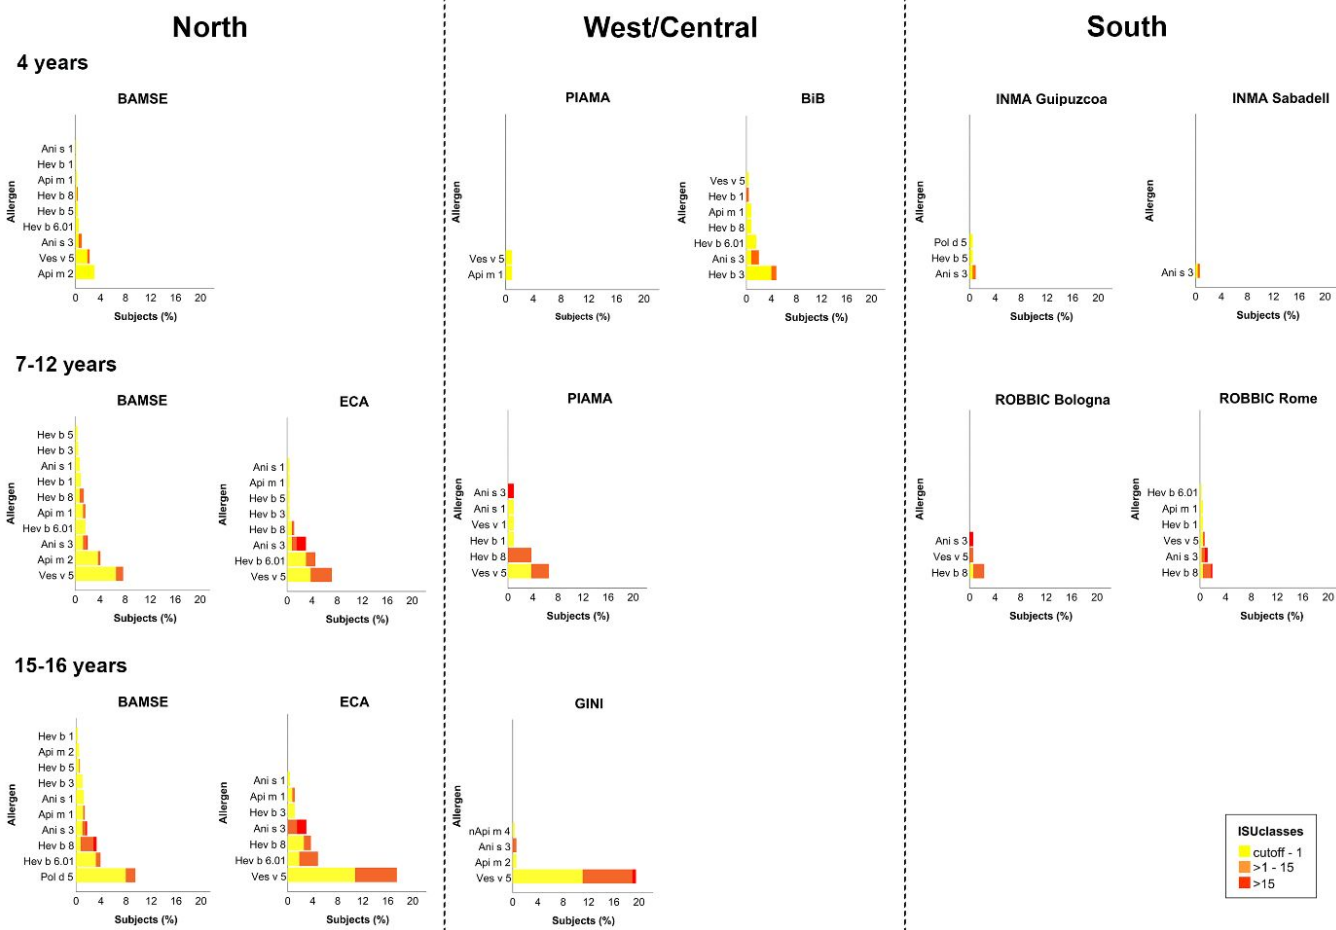 North West/Central South
4 years
BAMSE PIAMA BiB INMA Guipuzcoa INMA Sabadell
Allergen
Ani s 1
Hev b 1
Api m 1
Hev b 8
Hev b 5
Hev b 6.01
Ani s 3
Ves v 5
Api m 2
0 4 8 12 16 20
Subjects (%)
Allergen
Ves v 5
Api m 1
0 4 8 12 16 20
Subjects (%)
Allergen
Ves v 5
Hev b 1
Api m 1
Hev b 8
Hev b 6.01
Ani s 3
Hev b 3
0 4 8 12 16 20
Subjects (%)
Allergen
Pol d 5
Hev b 5
Ani s 3
0 4 8 12 16 20
Subjects (%)
Allergen
Ani s 3
0 4 8 12 16 20
Subjects (%)
7-12 years
BAMSE ECA PIAMA ROBBIC Bologna ROBBIC Rome
Allergen
Hev b 5
Hev b 3
Ani s 1
Hev b 1
Hev b 8
Api m 1
Hev b 6.01
Ani s 3
Api m 2
Ves v 5
0 4 8 12 16 20
Subjects (%)
Allergen
Ani s 1
Api m 1
Hev b 5
Hev b 3
Hev b 8
Ani s 3
Hev b 6.01
Ves v 5
0 4 8 12 16 20
Subjects (%)
Allergen
Ani s 3
Ani s 1
Ves v 1
Hev b 1
Hev b 8
Ves v 5
0 4 8 12 16 20
Subjects (%)
Allergen
Ani s 3
Ves v 5
Hev b 8
0 4 8 12 16 20
Subjects (%)
Allergen
Hev b 6.01
Api m 1
Hev b 1
Ves v 5
Ani s 3
Hev b 8
0 4 8 12 16 20
Subjects (%)
15-16 years
BAMSE ECA GINI
Allergen
Hev b 1
Api m 2
Hev b 5
Hev b 3
Ani s 1
Api m 1
Ani s 3
Hev b 8
Hev b 6.01
Pol d 5
0 4 8 12 16 20
Subjects (%)
Allergen
Ani s 1
Api m 1
Hev b 3
Ani s 3
Hev b 8
Hev b 6.01
Ves v 5
0 4 8 12 16 20
Subjects (%)
Allergen
nApi m 4
Ani s 3
Api m 2
Ves v 5
0 4 8 12 16 20
Subjects (%)
ISUclasses
cutoff - 1
>1 - 15
>15